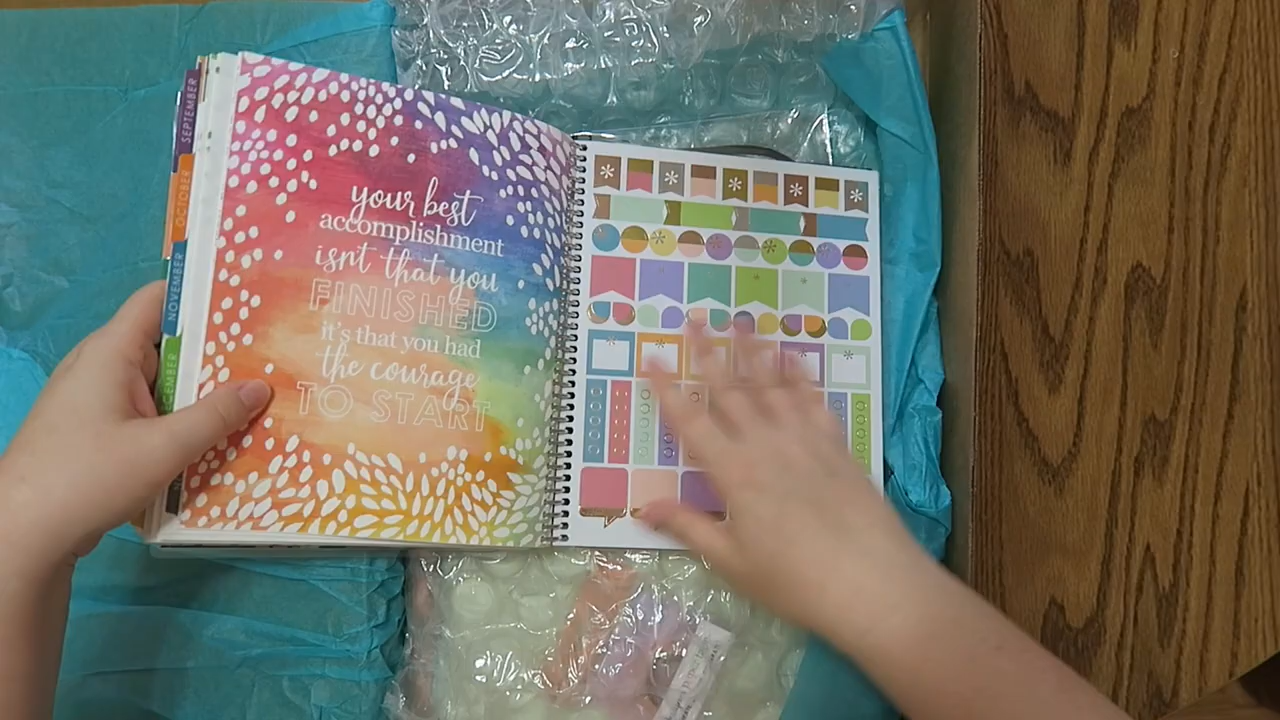 SEPTEMBER
OCTOBER
NOVEMBER
your best
accomplishment
isn't that you
FINISHED
it's that you had
the courage
TO START